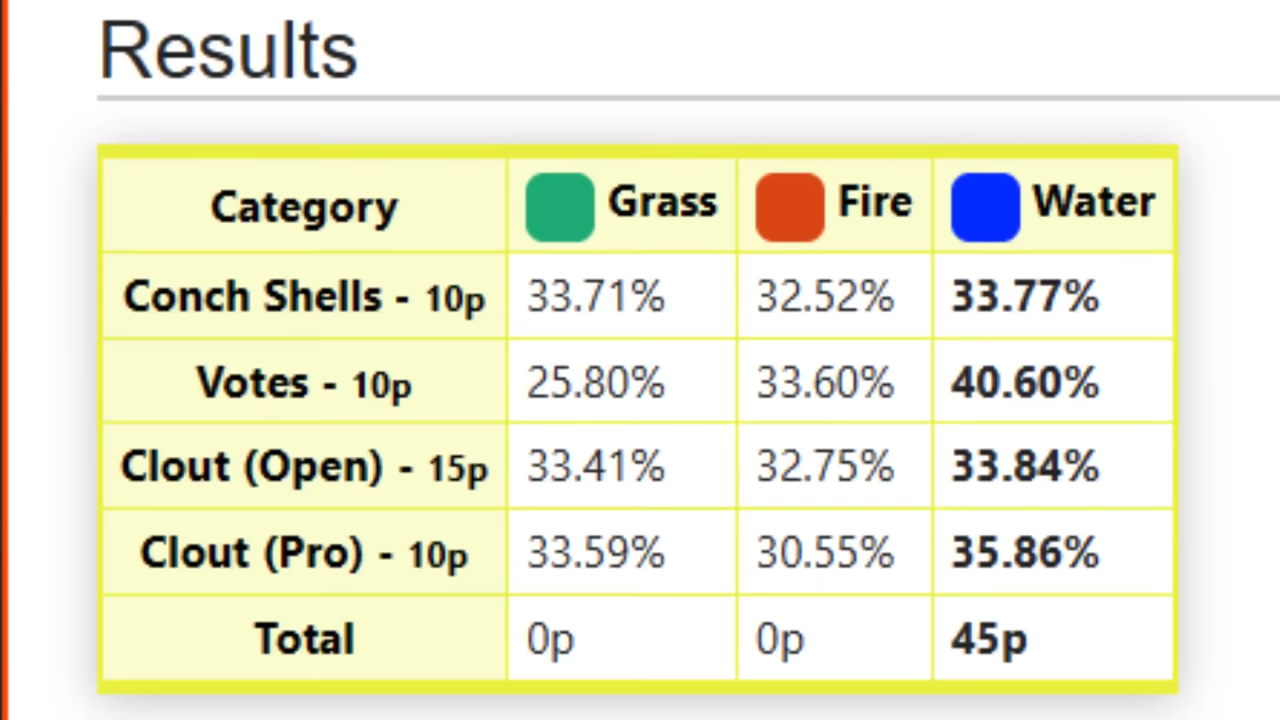 Results
Category Grass Fire Water
Conch Shells - 10p 33.71% 32.52% 33.77%
Votes - 10p 25.80% 33.60% 40.60%
Clout (Open) - 15p 33.41% 32.75% 33.84%
Clout (Pro) - 10p 33.59% 30.55% 35.86%
Total 0p 0p 45p